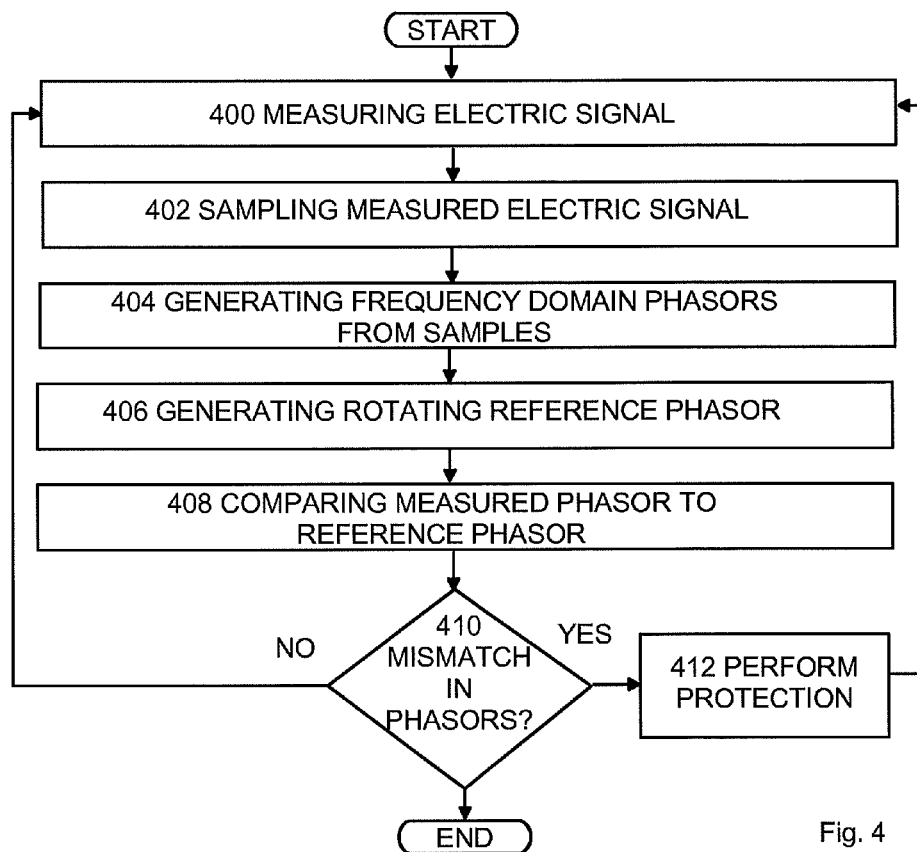 START
400 MEASURING ELECTRIC SIGNAL
402 SAMPLING MEASURED ELECTRIC SIGNAL
404 GENERATING FREQUENCY DOMAIN PHASORS
FROM SAMPLES
406 GENERATING ROTATING REFERENCE PHASOR
408 COMPARING MEASURED PHASOR TO
REFERENCE PHASOR
410
MISMATCH
IN
PHASORS?
NO
YES
412 PERFORM
PROTECTION
END
Fig. 4